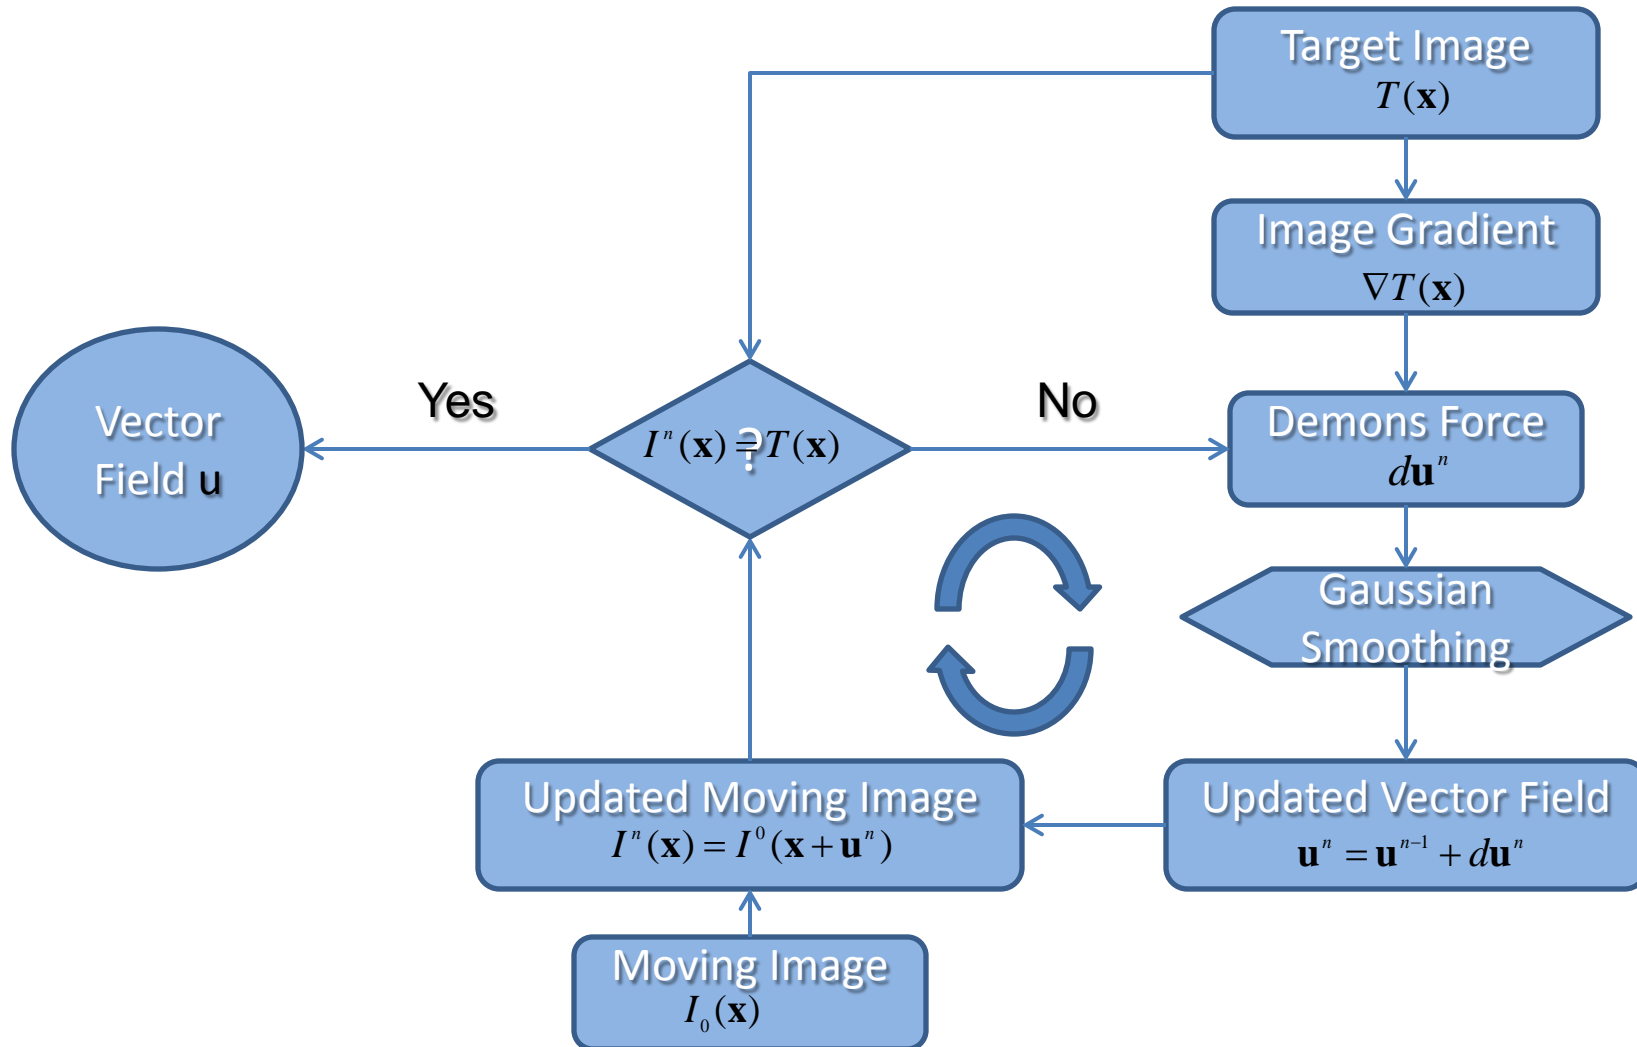 Target Image
T(𝐱)
Image Gradient
∇T(𝐱)
Yes
No
Vector
Field u
Iⁿ(𝐱) = T(𝐱)
?
Demons Force
d𝐮ⁿ
Gaussian
Smoothing
Updated Moving Image
Iⁿ(𝐱) = I⁰(𝐱 + 𝐮ⁿ)
Updated Vector Field
𝐮ⁿ = 𝐮ⁿ⁻¹ + d𝐮ⁿ
Moving Image
I₀(𝐱)